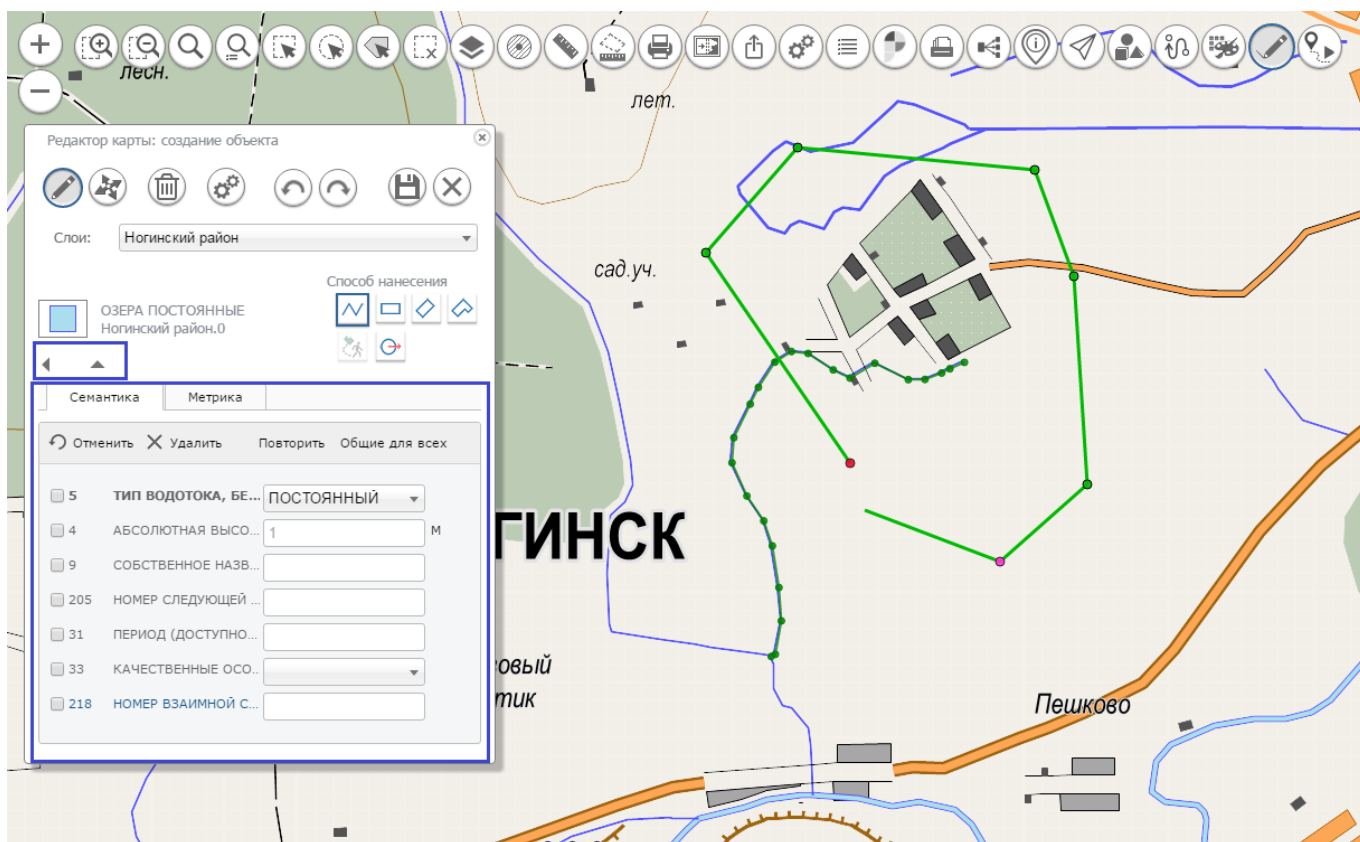 лесн.
лет.
Редактор карты: создание объекта
Слои:
Ногинский район
сад.уч.
Способ нанесения
ОЗЕРА ПОСТОЯННЫЕ
Ногинский район.0
Семантика Метрика
Отменить Удалить Повторить Общие для всех
5 ТИП ВОДОТОКА, БЕ... ПОСТОЯННЫЙ
4 АБСОЛЮТНАЯ ВЫСО... 1 М
9 СОБСТВЕННОЕ НАЗВ...
ГИНСК
205 НОМЕР СЛЕДУЮЩЕЙ ...
31 ПЕРИОД (ДОСТУПНО...
33 КАЧЕСТВЕННЫЕ ОСО...
овый
218 НОМЕР ВЗАИМНОЙ С...
тик
Пешково